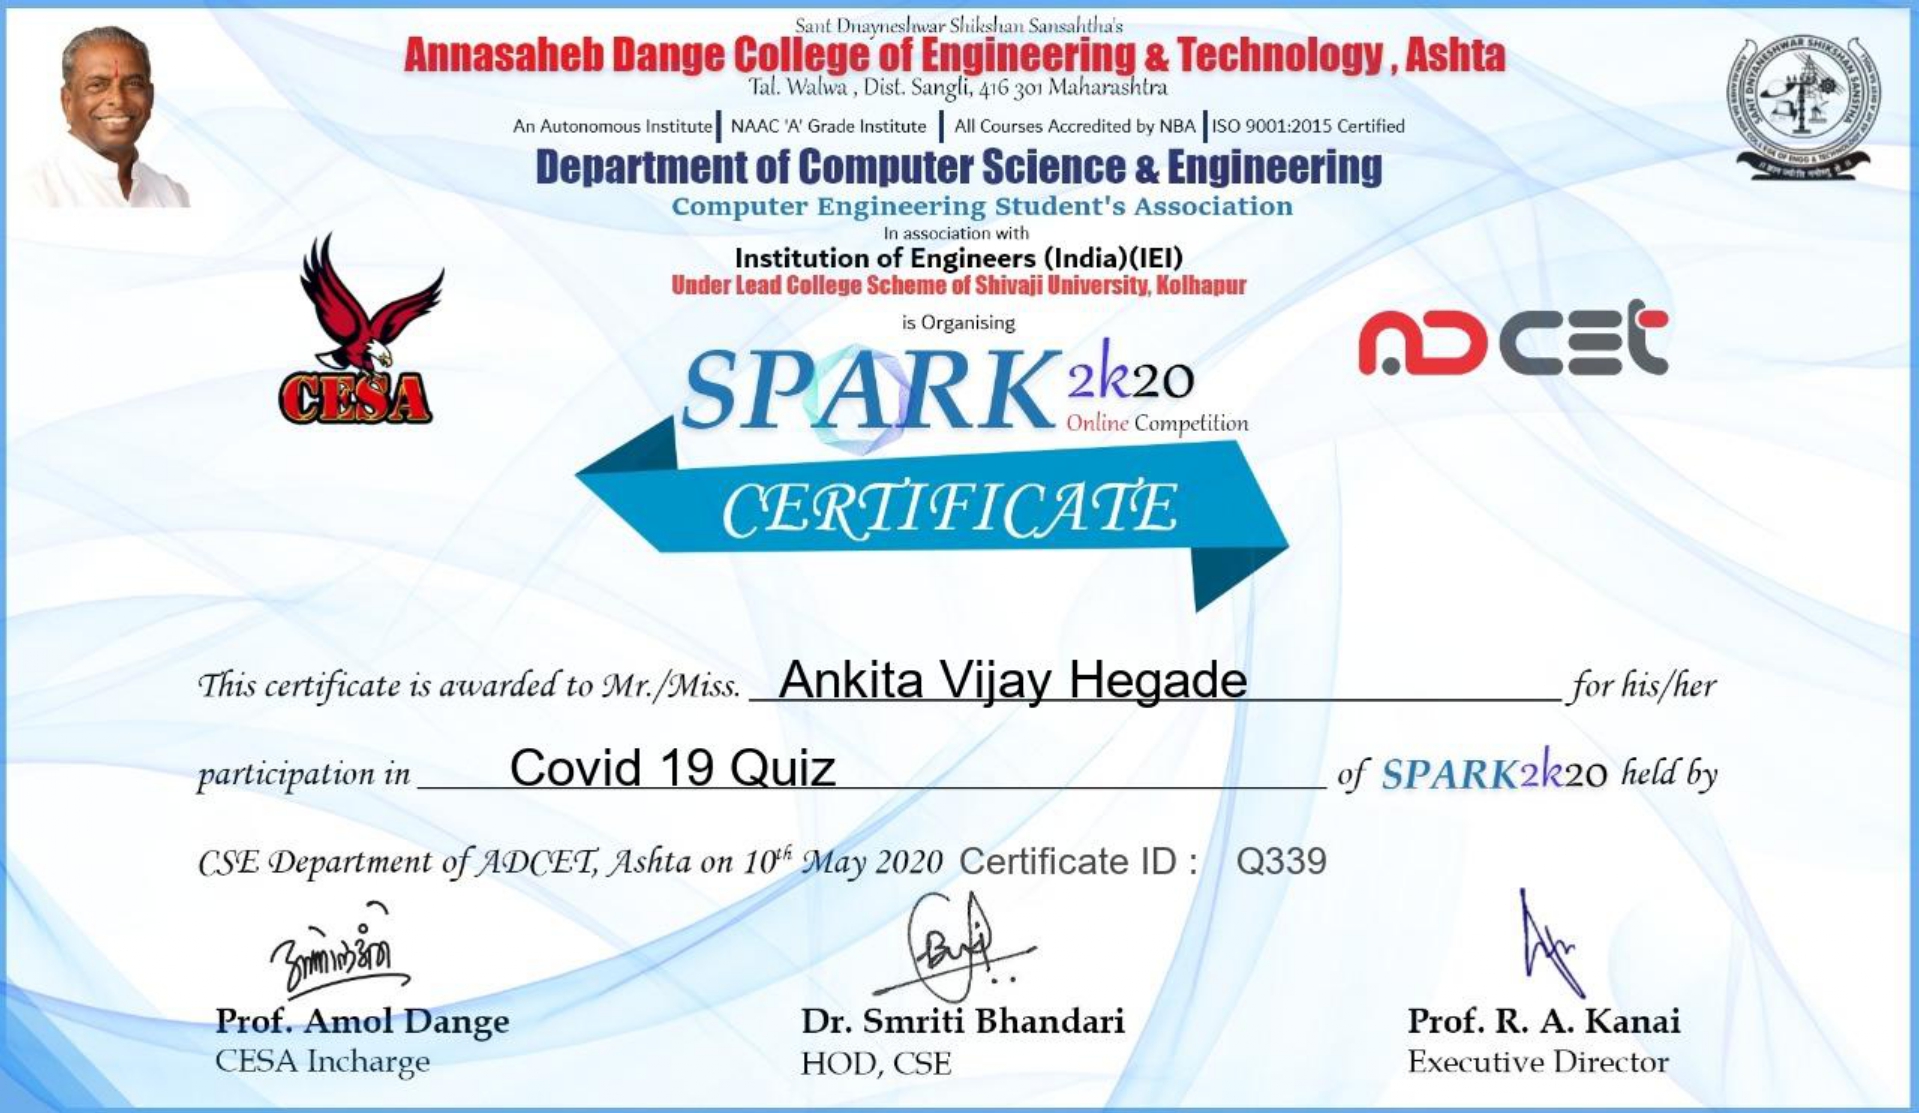 Sant Dnayneshwar Shikshan Sansahtha's
Annasaheb Dange College of Engineering & Technology , Ashta
Tal. Walwa , Dist. Sangli, 416 301 Maharashtra
An Autonomous Institute | NAAC 'A' Grade Institute | All Courses Accredited by NBA | ISO 9001:2015 Certified
Department of Computer Science & Engineering
Computer Engineering Student's Association
In association with
Institution of Engineers (India)(IEI)
Under Lead College Scheme of Shivaji University, Kolhapur
is Organising
CESA
SPARK 2k20
Online Competition
ADCET
CERTIFICATE
This certificate is awarded to Mr./Miss. Ankita Vijay Hegade for his/her
participation in Covid 19 Quiz of SPARK2k20 held by
CSE Department of ADCET, Ashta on 10th May 2020 Certificate ID : Q339
Prof. Amol Dange
CESA Incharge
Dr. Smriti Bhandari
HOD, CSE
Prof. R. A. Kanai
Executive Director